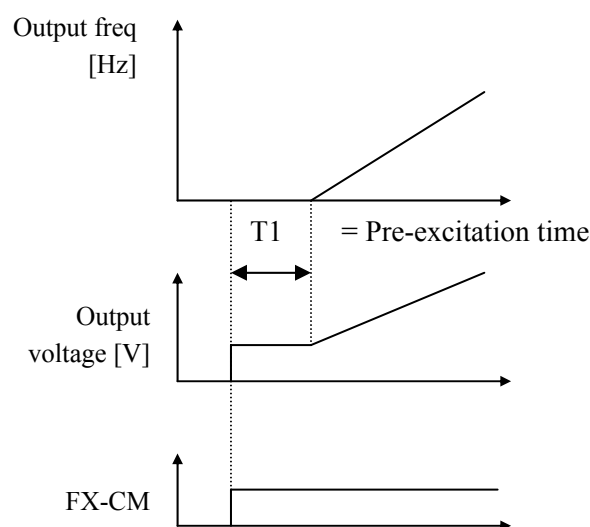 Output freq
[Hz]
T1 = Pre-excitation time
Output
voltage [V]
FX-CM